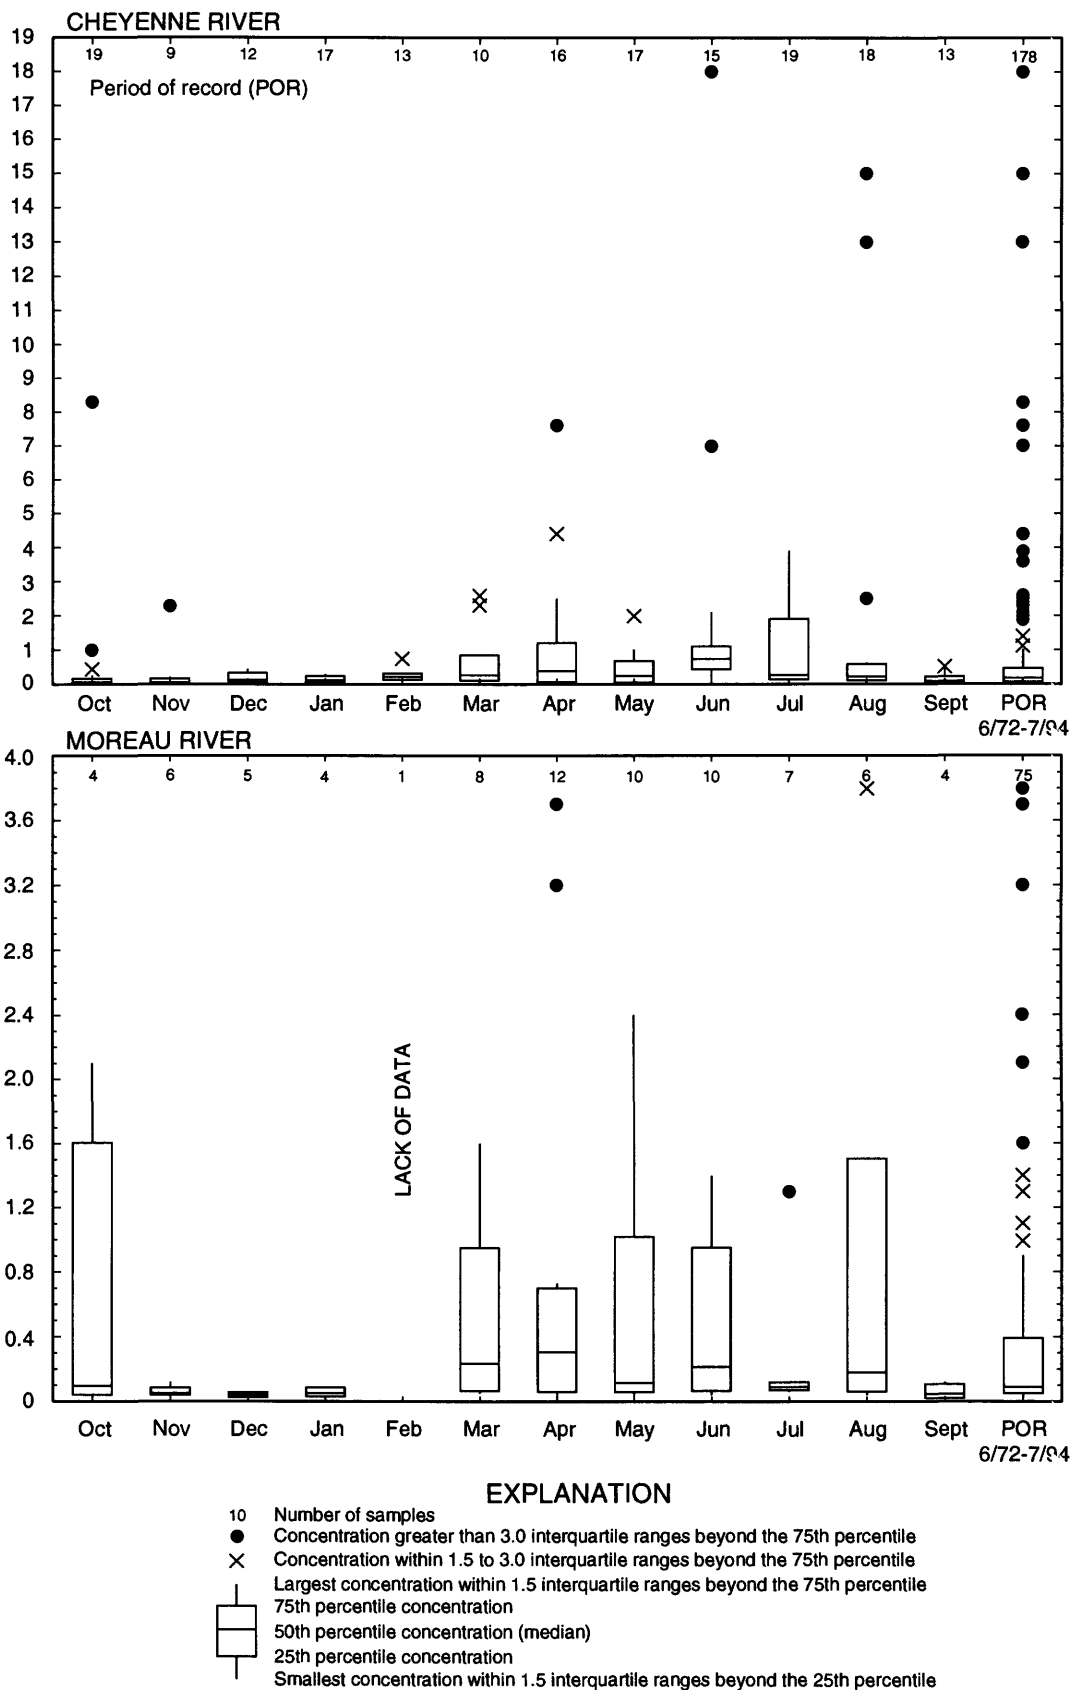 CHEYENNE RIVER
19 9 12 17 13 10 16 17 15 19 18 13 178
Period of record (POR)
19
18
17
16
15
14
13
12
11
10
9
8
7
6
5
4
3
2
1
0
Oct Nov Dec Jan Feb Mar Apr May Jun Jul Aug Sept POR
6/72-7/94
MOREAU RIVER
4 6 5 4 1 8 12 10 10 7 6 4 75
4.0
3.6
3.2
2.8
2.4
2.0
1.6
1.2
0.8
0.4
0
LACK OF DATA
Oct Nov Dec Jan Feb Mar Apr May Jun Jul Aug Sept POR
6/72-7/94
EXPLANATION
10 Number of samples
Concentration greater than 3.0 interquartile ranges beyond the 75th percentile
Concentration within 1.5 to 3.0 interquartile ranges beyond the 75th percentile
Largest concentration within 1.5 interquartile ranges beyond the 75th percentile
75th percentile concentration
50th percentile concentration (median)
25th percentile concentration
Smallest concentration within 1.5 interquartile ranges beyond the 25th percentile